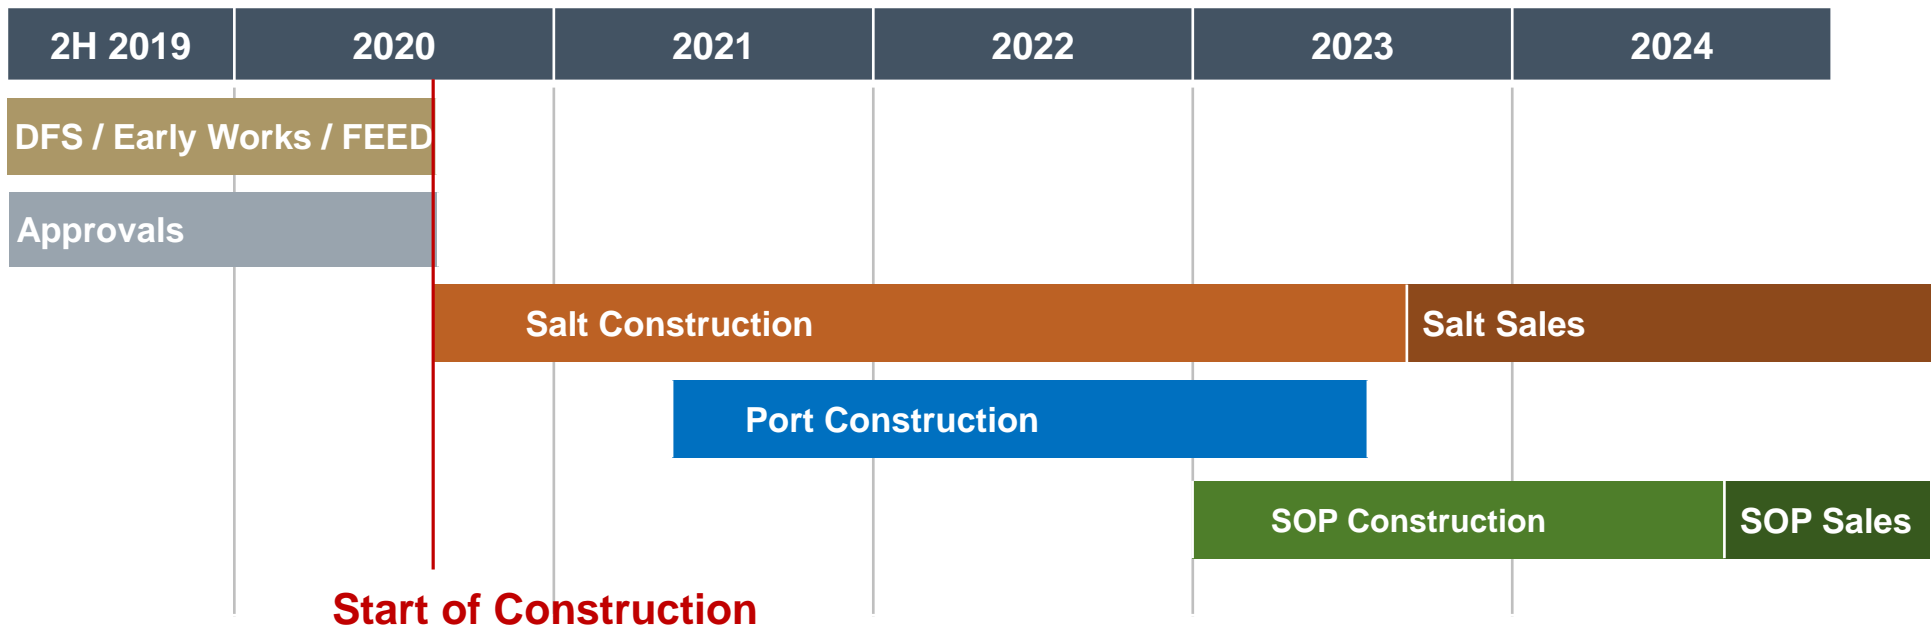 2H 2019 2020 2021 2022 2023 2024
DFS / Early Works / FEED
Approvals
Salt Construction Salt Sales
Port Construction
SOP Construction SOP Sales
Start of Construction